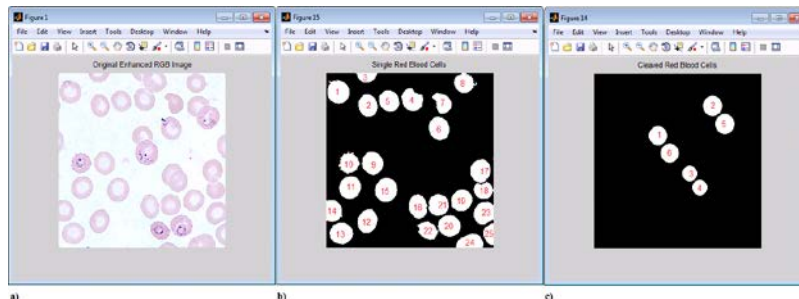 Figure 1
File Edit View Insert Tools Desktop Window Help
Original Enhanced RGB Image
Figure 15
File Edit View Insert Tools Desktop Window Help
Single Red Blood Cells
3
8
1
2
5
4
7
6
10
9
17
11
15
18
14
16
21
19
23
12
13
22
20
24
25
Figure 14
File Edit View Insert Tools Desktop Window Help
Cleaved Red Blood Cells
2
5
1
6
3
4
a)
b)
c)